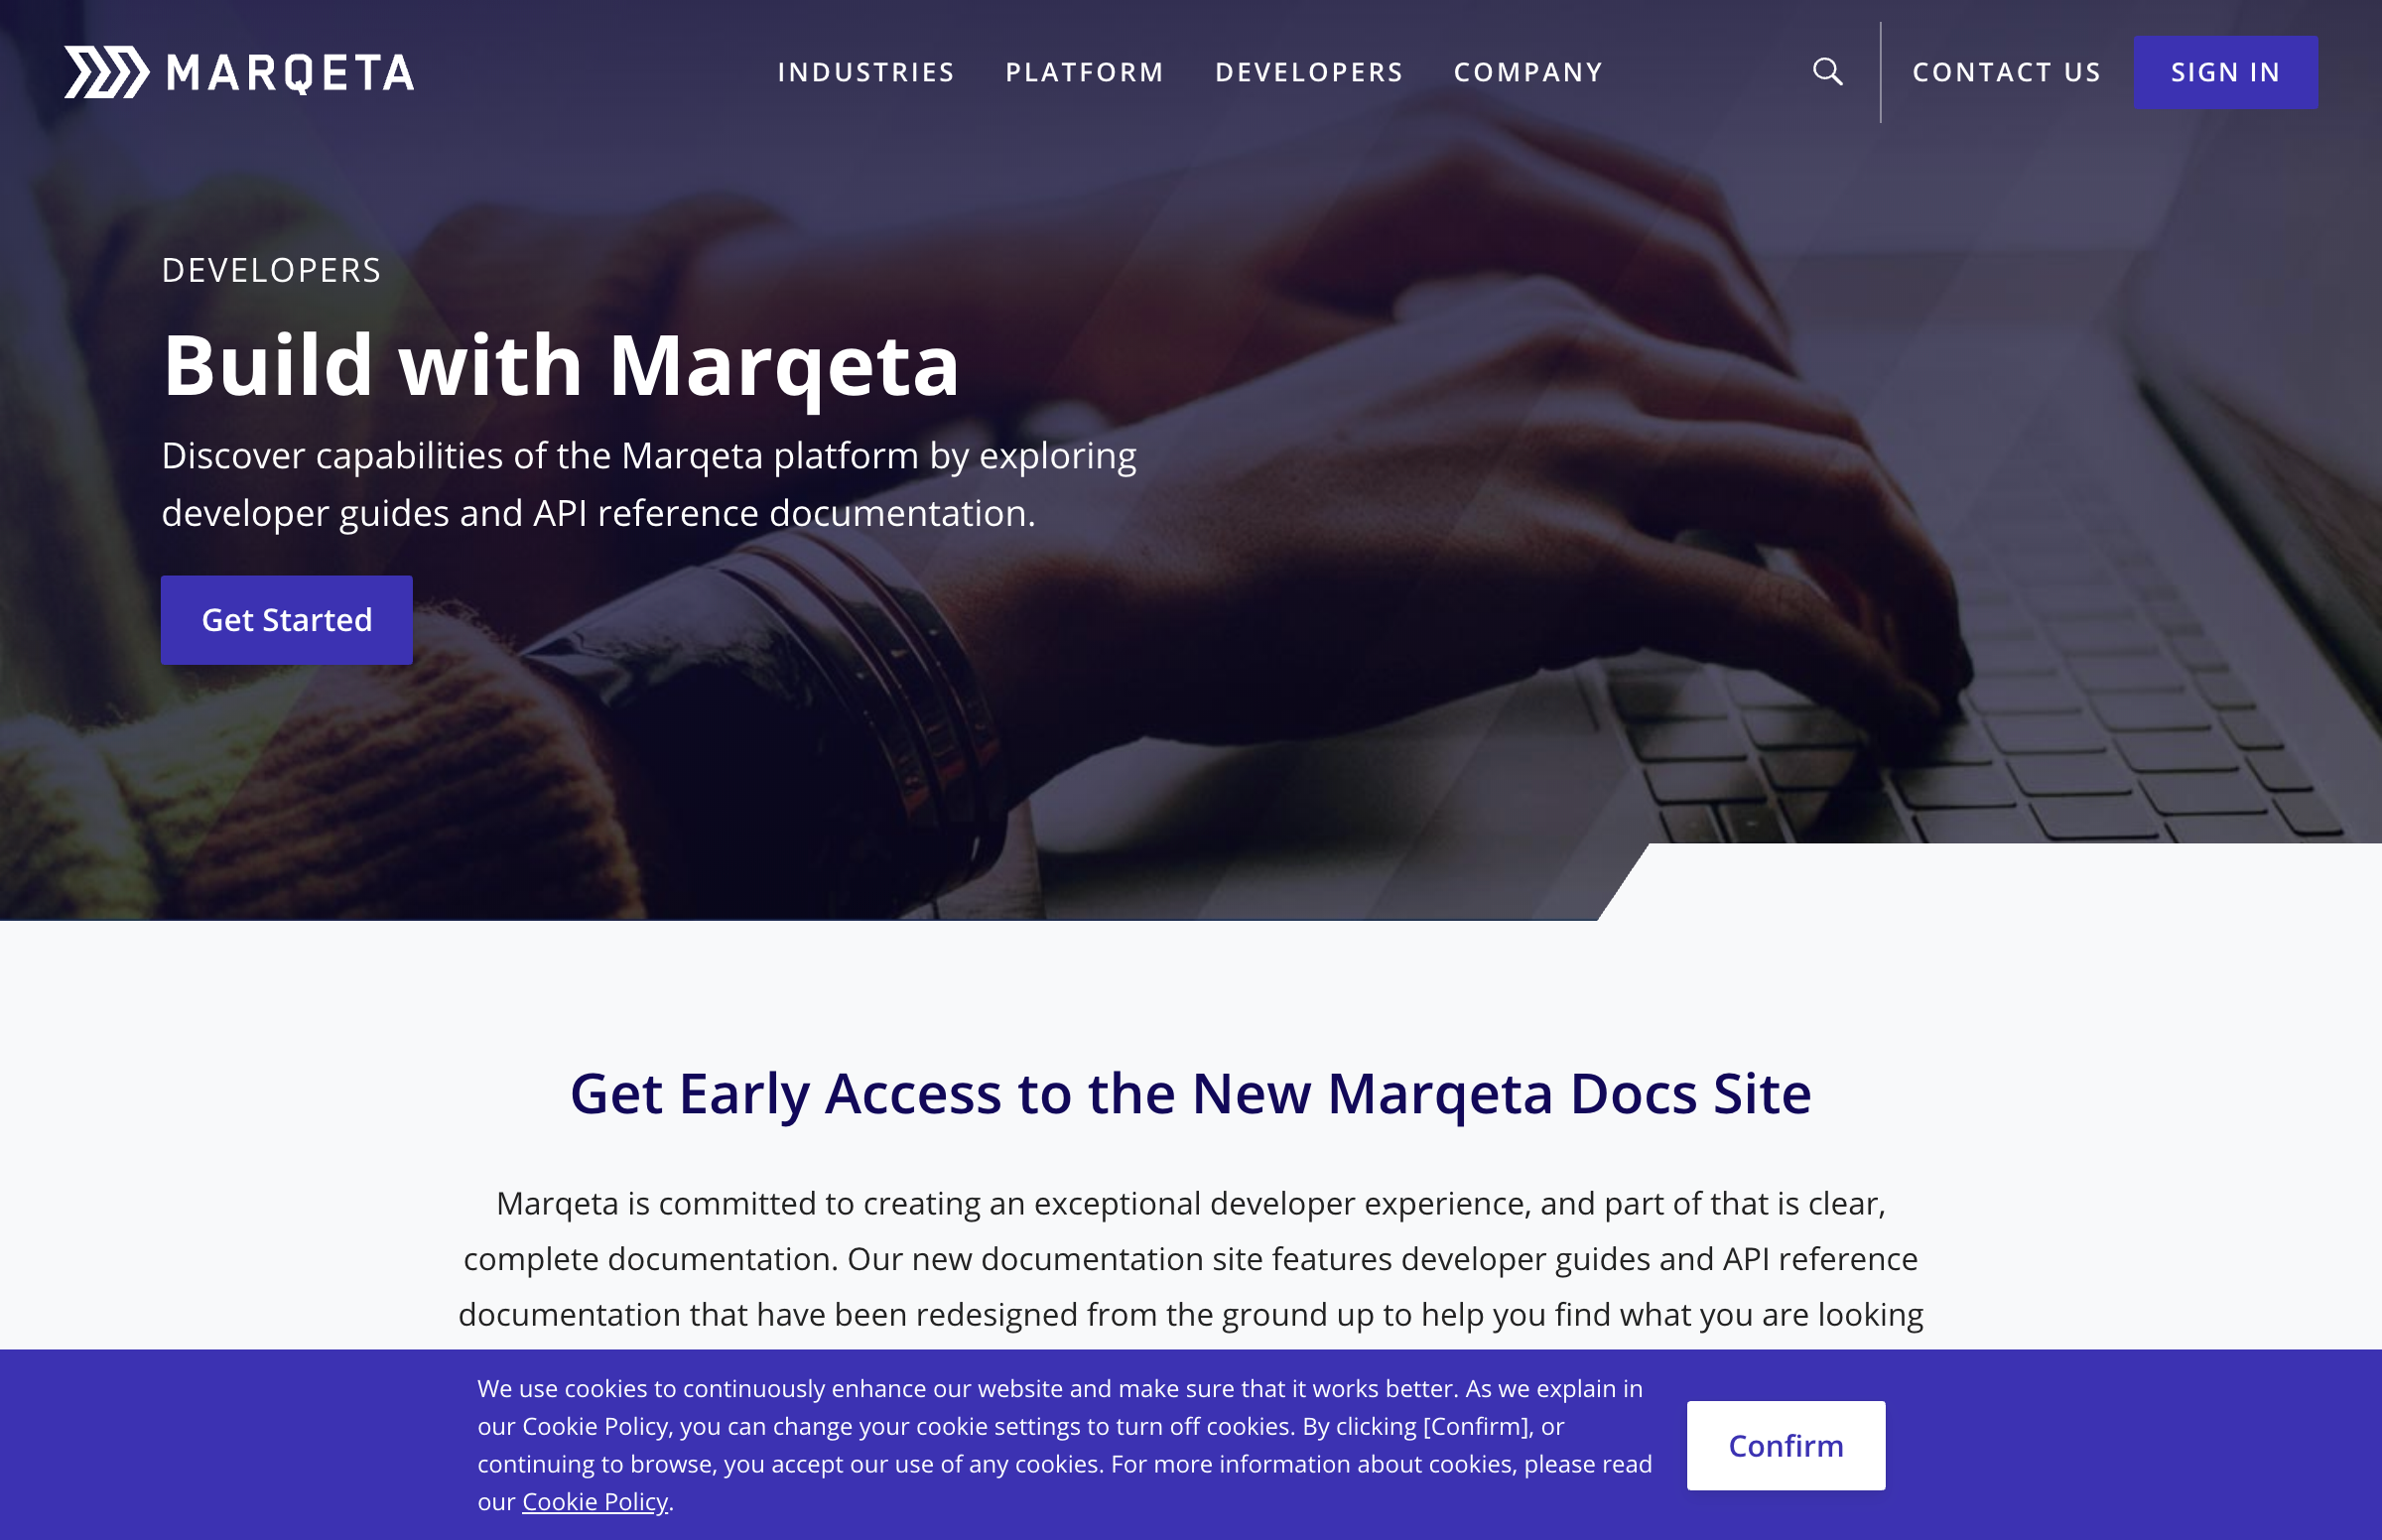 MARQETA
INDUSTRIES
PLATFORM
DEVELOPERS
COMPANY
CONTACT US
SIGN IN
DEVELOPERS
Build with Marqeta
Discover capabilities of the Marqeta platform by exploring
developer guides and API reference documentation.
Get Started
Get Early Access to the New Marqeta Docs Site
Marqeta is committed to creating an exceptional developer experience, and part of that is clear,
complete documentation. Our new documentation site features developer guides and API reference
documentation that have been redesigned from the ground up to help you find what you are looking
We use cookies to continuously enhance our website and make sure that it works better. As we explain in
our Cookie Policy, you can change your cookie settings to turn off cookies. By clicking [Confirm], or
continuing to browse, you accept our use of any cookies. For more information about cookies, please read
our Cookie Policy.
Confirm